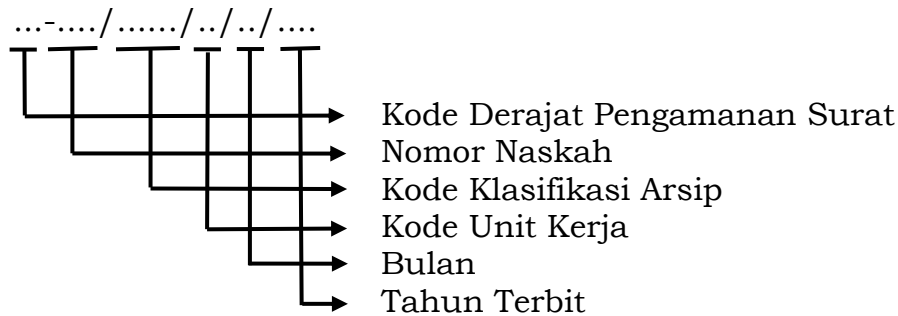 ...-..../....../../../....
Kode Derajat Pengamanan Surat
Nomor Naskah
Kode Klasifikasi Arsip
Kode Unit Kerja
Bulan
Tahun Terbit